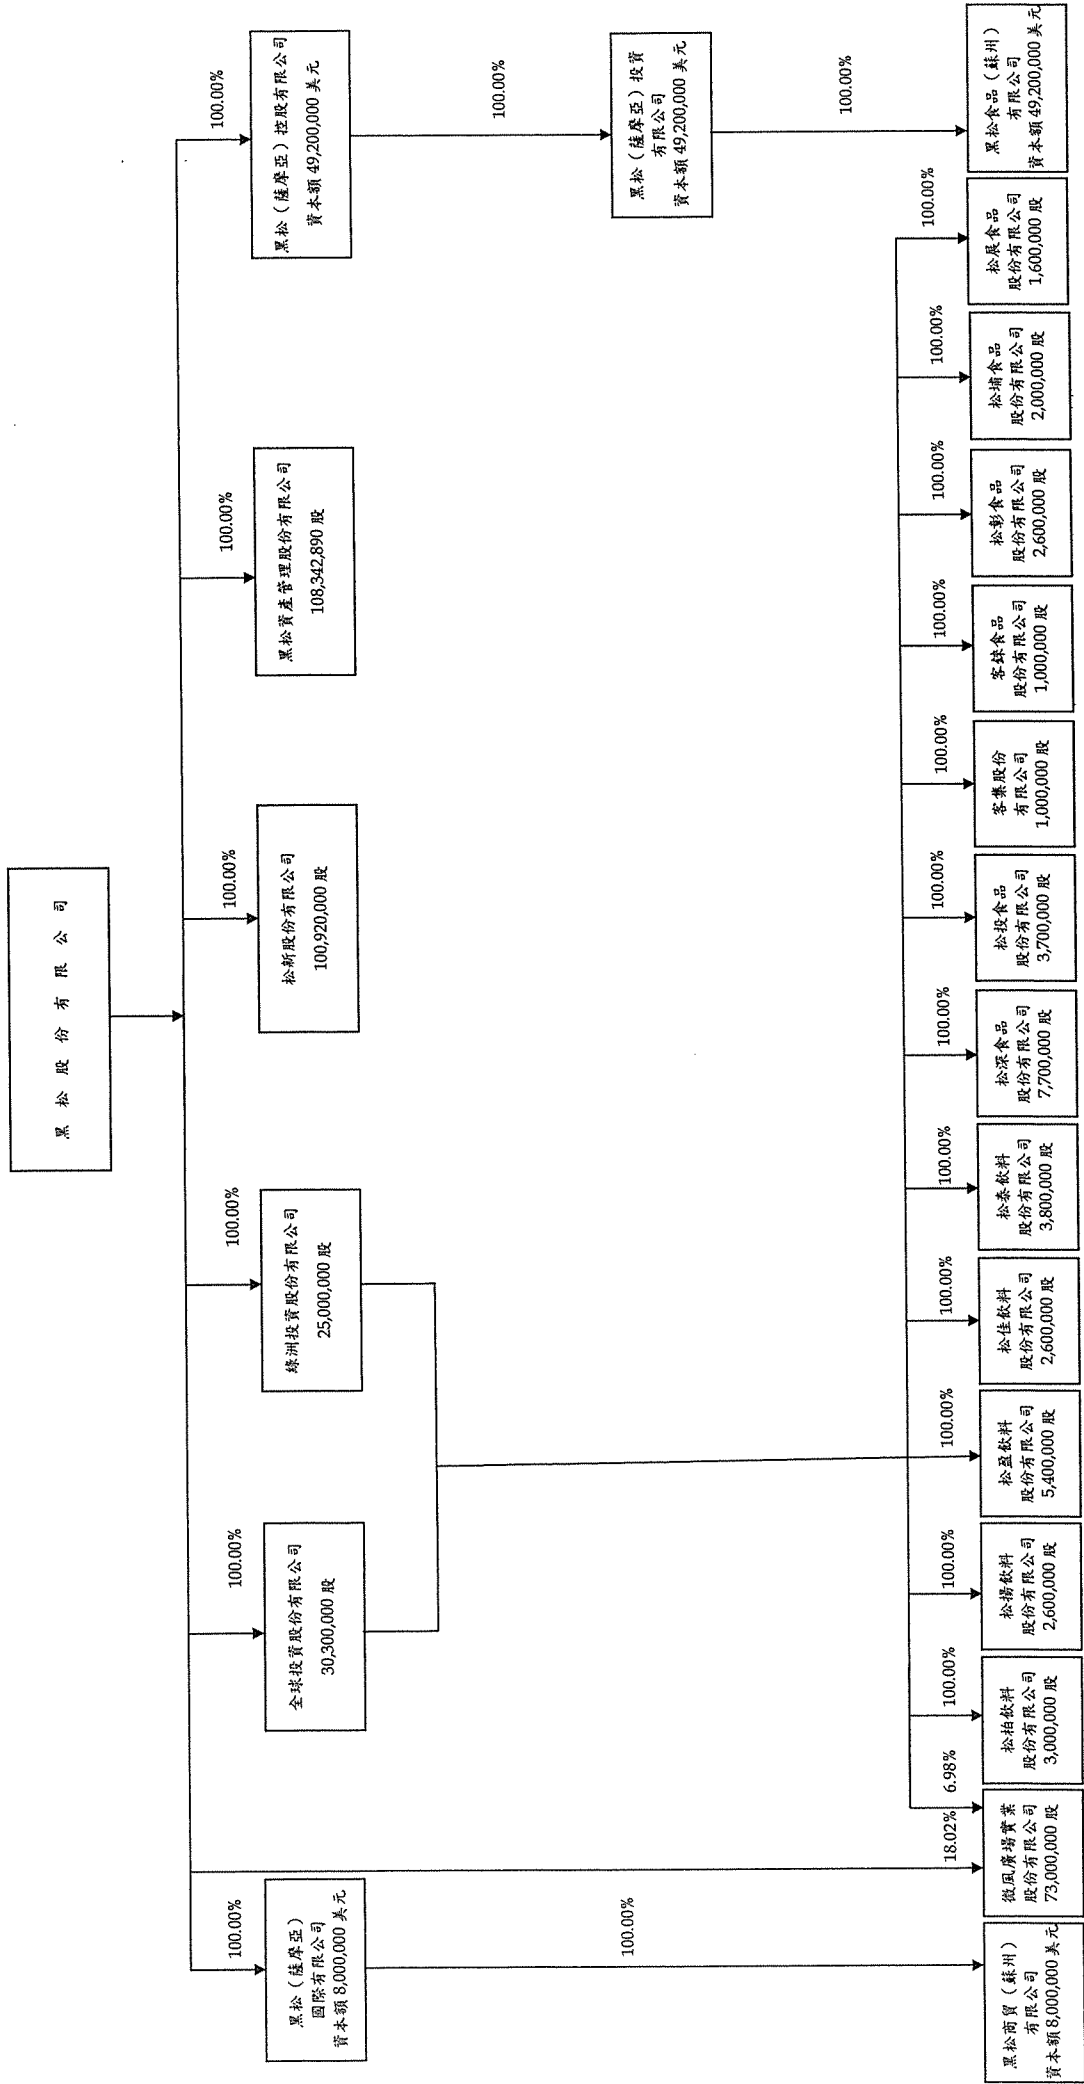 黑松股份有限公司
100.00%
黑松（薩摩亞）
國際有限公司
資本額 8,000,000 美元
100.00%
全球投資股份有限公司
30,300,000 股
100.00%
綠洲投資股份有限公司
25,000,000 股
100.00%
松新股份有限公司
100,920,000 股
100.00%
黑松資產管理股份有限公司
108,342,890 股
100.00%
黑松（薩摩亞）控股有限公司
資本額 49,200,000 美元
100.00%
黑松（薩摩亞）投資
有限公司
資本額 49,200,000 美元
100.00%
黑松商貿（蘇州）
有限公司
資本額 8,000,000 美元
18.02%
6.98%
微風廣場實業
股份有限公司
73,000,000 股
100.00%
松柏飲料
股份有限公司
3,000,000 股
100.00%
松揚飲料
股份有限公司
2,600,000 股
100.00%
松盈飲料
股份有限公司
5,400,000 股
100.00%
松佳飲料
股份有限公司
2,600,000 股
100.00%
松泰飲料
股份有限公司
3,800,000 股
100.00%
松深食品
股份有限公司
7,700,000 股
100.00%
松投食品
股份有限公司
3,700,000 股
100.00%
客集股份
有限公司
1,000,000 股
100.00%
客錸食品
股份有限公司
1,000,000 股
100.00%
松彰食品
股份有限公司
2,600,000 股
100.00%
松埔食品
股份有限公司
2,000,000 股
100.00%
松展食品
股份有限公司
1,600,000 股
100.00%
黑松食品（蘇州）
有限公司
資本額 49,200,000 美元
100.00%